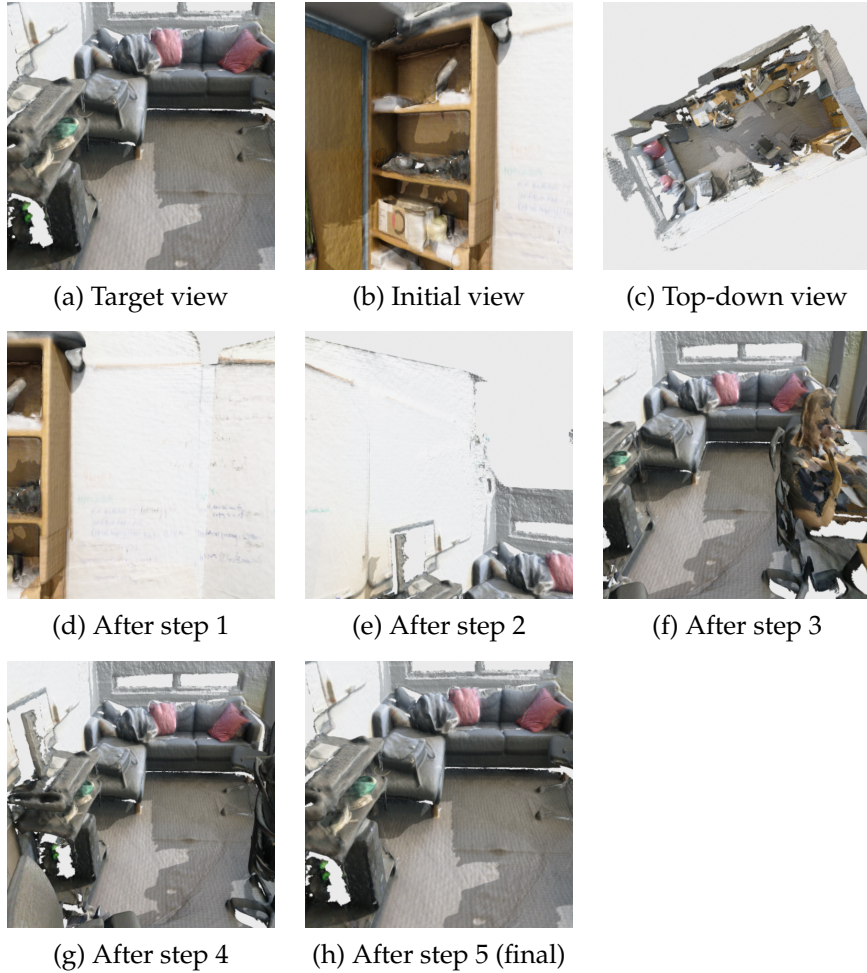 (a) Target view
(b) Initial view
(c) Top-down view
(d) After step 1
(e) After step 2
(f) After step 3
(g) After step 4
(h) After step 5 (final)